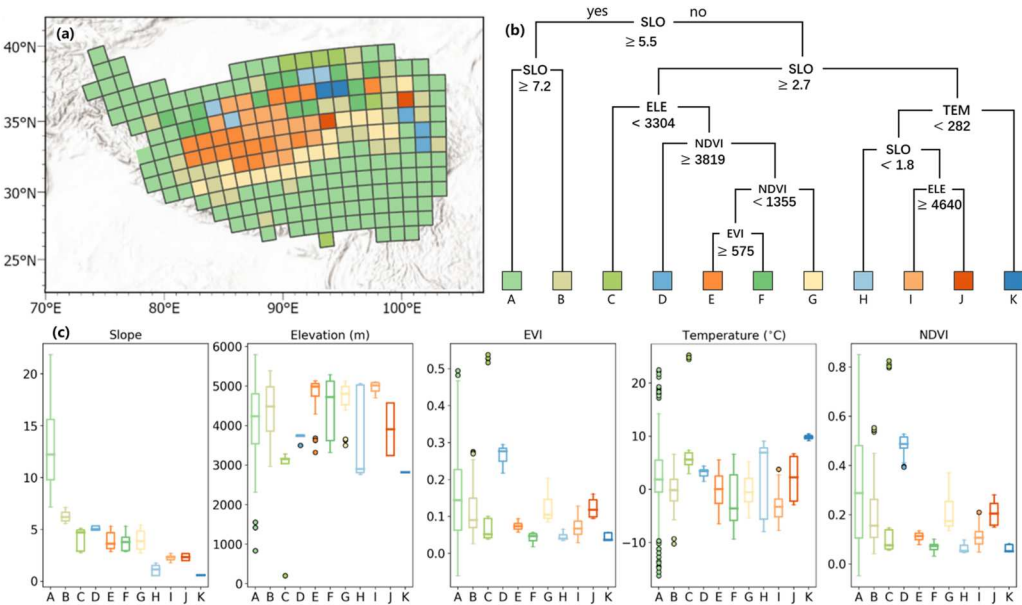 (a)
40°N
35°N
30°N
25°N
70°E 80°E 90°E 100°E
(b)
yes no
SLO
≥ 5.5
SLO
≥ 7.2
SLO
≥ 2.7
ELE
< 3304
TEM
< 282
NDVI
≥ 3819
SLO
< 1.8
NDVI
< 1355
ELE
≥ 4640
EVI
≥ 575
A B C D E F G H I J K
(c)
Slope
20
15
10
5
0
A B C D E F G H I J K
Elevation (m)
6000
5000
4000
3000
2000
1000
0
A B C D E F G H I J K
EVI
0.5
0.4
0.3
0.2
0.1
0.0
A B C D E F G H I J K
Temperature (°C)
20
10
0
−10
A B C D E F G H I J K
NDVI
0.8
0.6
0.4
0.2
0.0
A B C D E F G H I J K